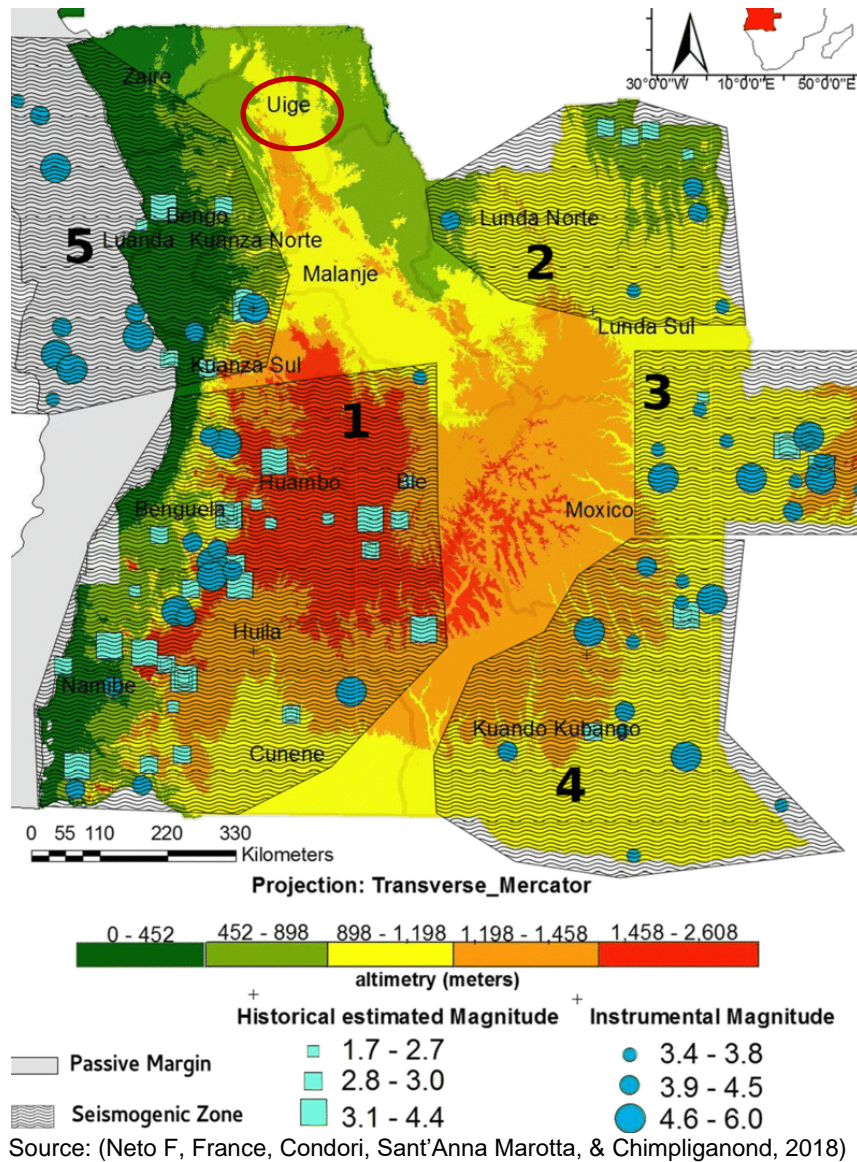 30°0'0"W 10°0'0"E 50°0'0"E
Zaire
Uige
Bengo
Lunda Norte
5 Luanda Kuanza Norte
2
Malanje
Lunda Sul
Kuanza Sul
1
3
Huambo Ble
Benguela
Moxico
Huila
Namibe
Kuando Kubango
Cunene
4
0 55 110 220 330
Kilometers
Projection: Transverse_Mercator
0 - 452 452 - 898 898 - 1,198 1,198 - 1,458 1,458 - 2,608
altimetry (meters)
Historical estimated Magnitude Instrumental Magnitude
1.7 - 2.7 3.4 - 3.8
Passive Margin
2.8 - 3.0 3.9 - 4.5
Seismogenic Zone
3.1 - 4.4 4.6 - 6.0
Source: (Neto F, France, Condori, Sant'Anna Marotta, & Chimpliganond, 2018)